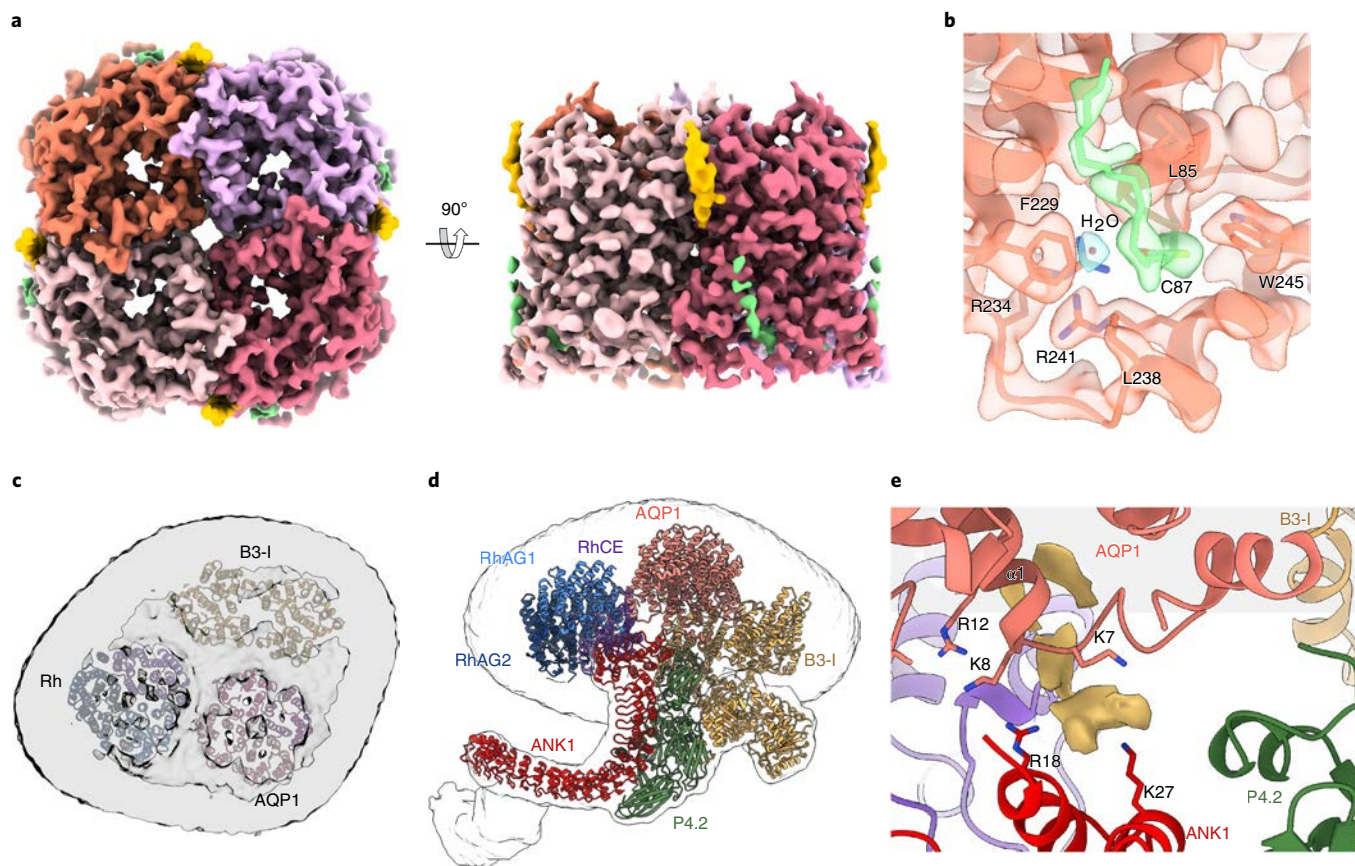 a
90°
b
L85
F229
H2O
C87
W245
R234
R241
L238
c
B3-I
Rh
AQP1
d
AQP1
RhAG1
RhCE
RhAG2
B3-I
ANK1
P4.2
e
B3-I
AQP1
α1
R12
K7
K8
R18
K27
P4.2
ANK1